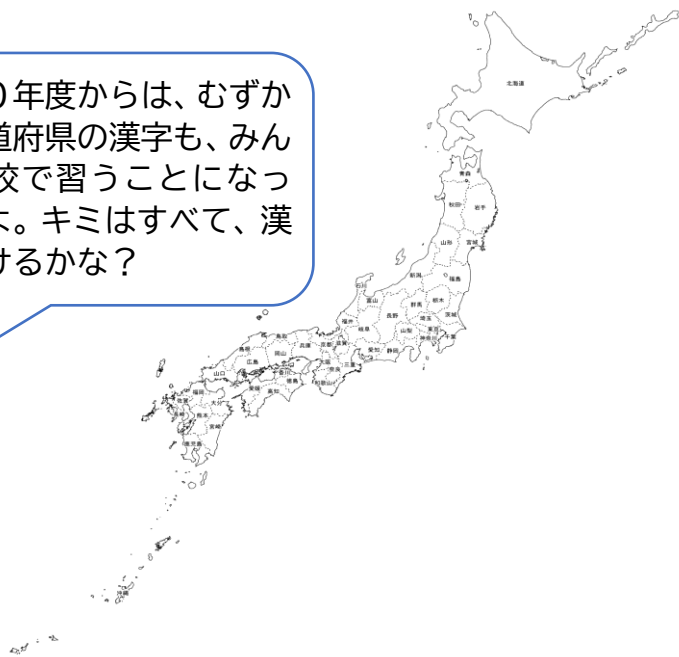 ０年度からは、むずか
道府県の漢字も、みん
校で習うことになっ
よ。キミはすべて、漢
けるかな？
北海道
青森
秋田
岩手
山形
宮城
新潟
福島
石川
富山
群馬
栃木
福井
長野
茨城
岐阜
埼玉
山梨
東京
千葉
神奈川
愛知
静岡
島根
鳥取
兵庫
京都
滋賀
岡山
広島
大阪
三重
奈良
山口
香川
徳島
和歌山
愛媛
高知
福岡
佐賀
大分
長崎
熊本
宮崎
鹿児島
沖縄